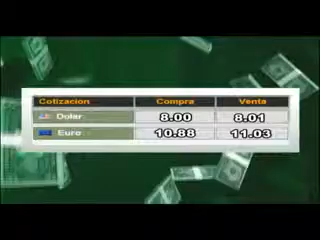 Cotizacion Compra Venta
Dolar 8.00 8.01
Euro 10.88 11.03